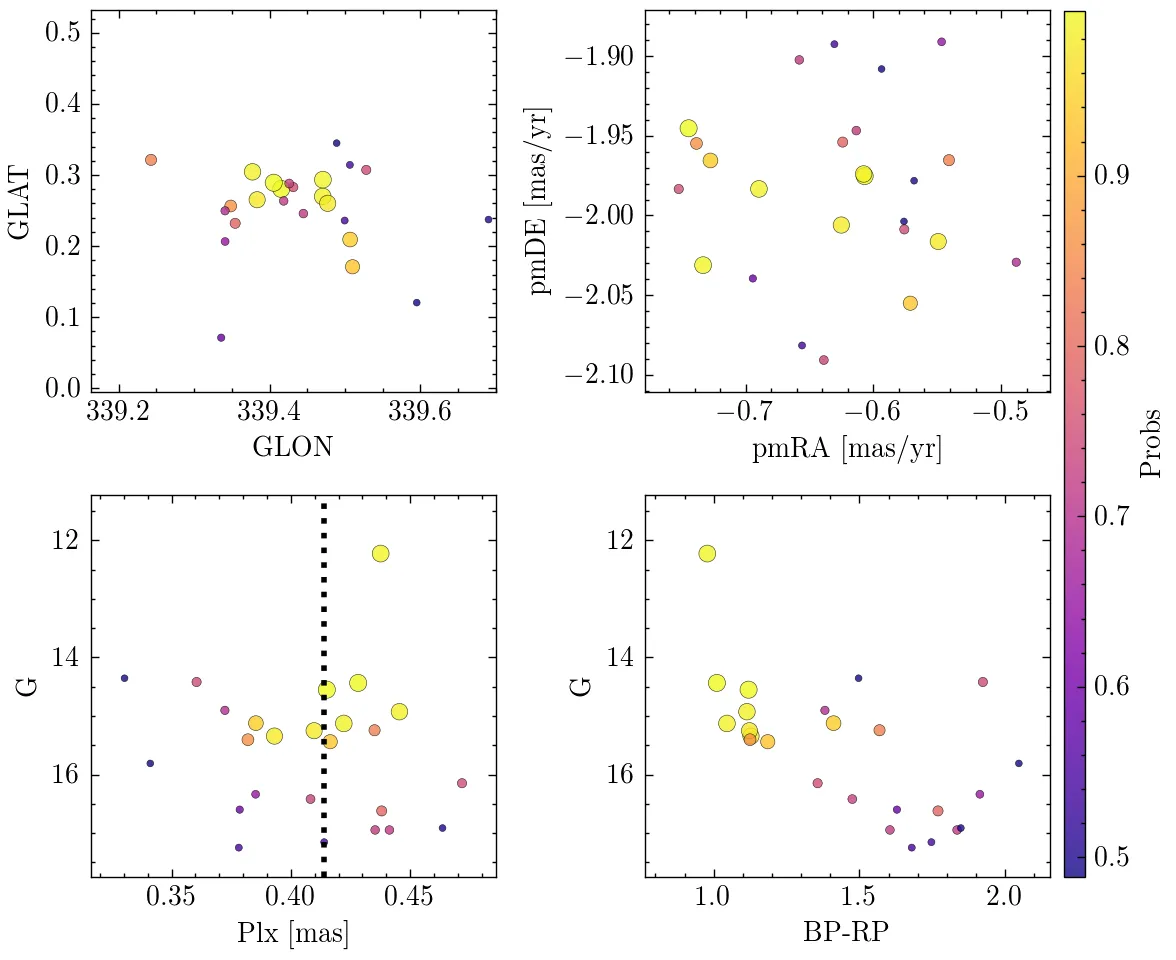 0.5
0.4
0.3
0.2
0.1
0.0
GLAT
339.2 339.4 339.6
GLON
−1.90
−1.95
−2.00
−2.05
−2.10
pmDE [mas/yr]
−0.7 −0.6 −0.5
pmRA [mas/yr]
12
14
16
G
0.35 0.40 0.45
Plx [mas]
12
14
16
G
1.0 1.5 2.0
BP-RP
0.9
0.8
0.7
0.6
0.5
Probs